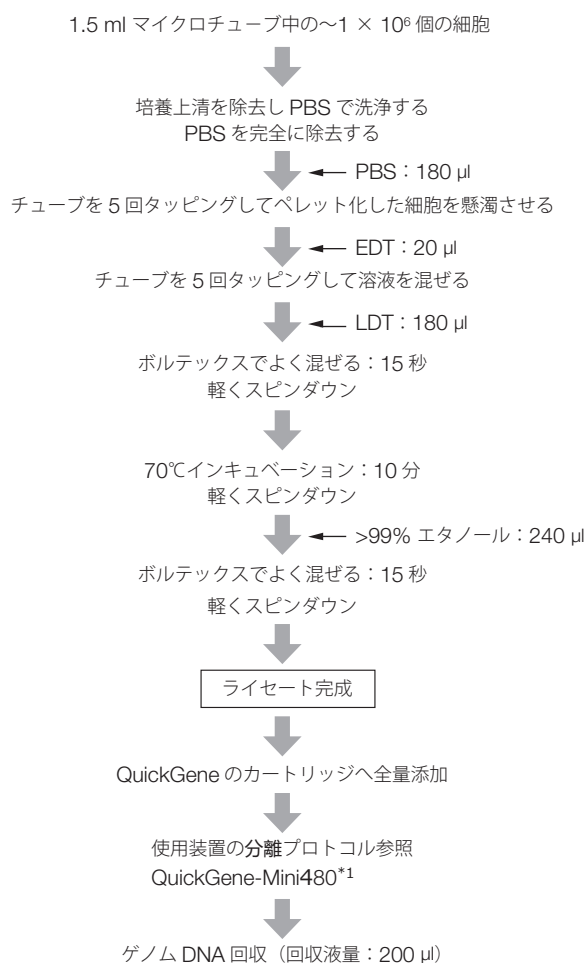 1.5 ml マイクロチューブ中の〜1 × 10⁶ 個の細胞
培養上清を除去し PBS で洗浄する
PBS を完全に除去する
PBS：180 μl
チューブを 5 回タッピングしてペレット化した細胞を懸濁させる
EDT：20 μl
チューブを 5 回タッピングして溶液を混ぜる
LDT：180 μl
ボルテックスでよく混ぜる：15 秒
軽くスピンダウン
70℃インキュベーション：10 分
軽くスピンダウン
>99% エタノール：240 μl
ボルテックスでよく混ぜる：15 秒
軽くスピンダウン
ライセート完成
QuickGene のカートリッジへ全量添加
使用装置の分離プロトコル参照
QuickGene-Mini480*1
ゲノム DNA 回収（回収液量：200 μl）